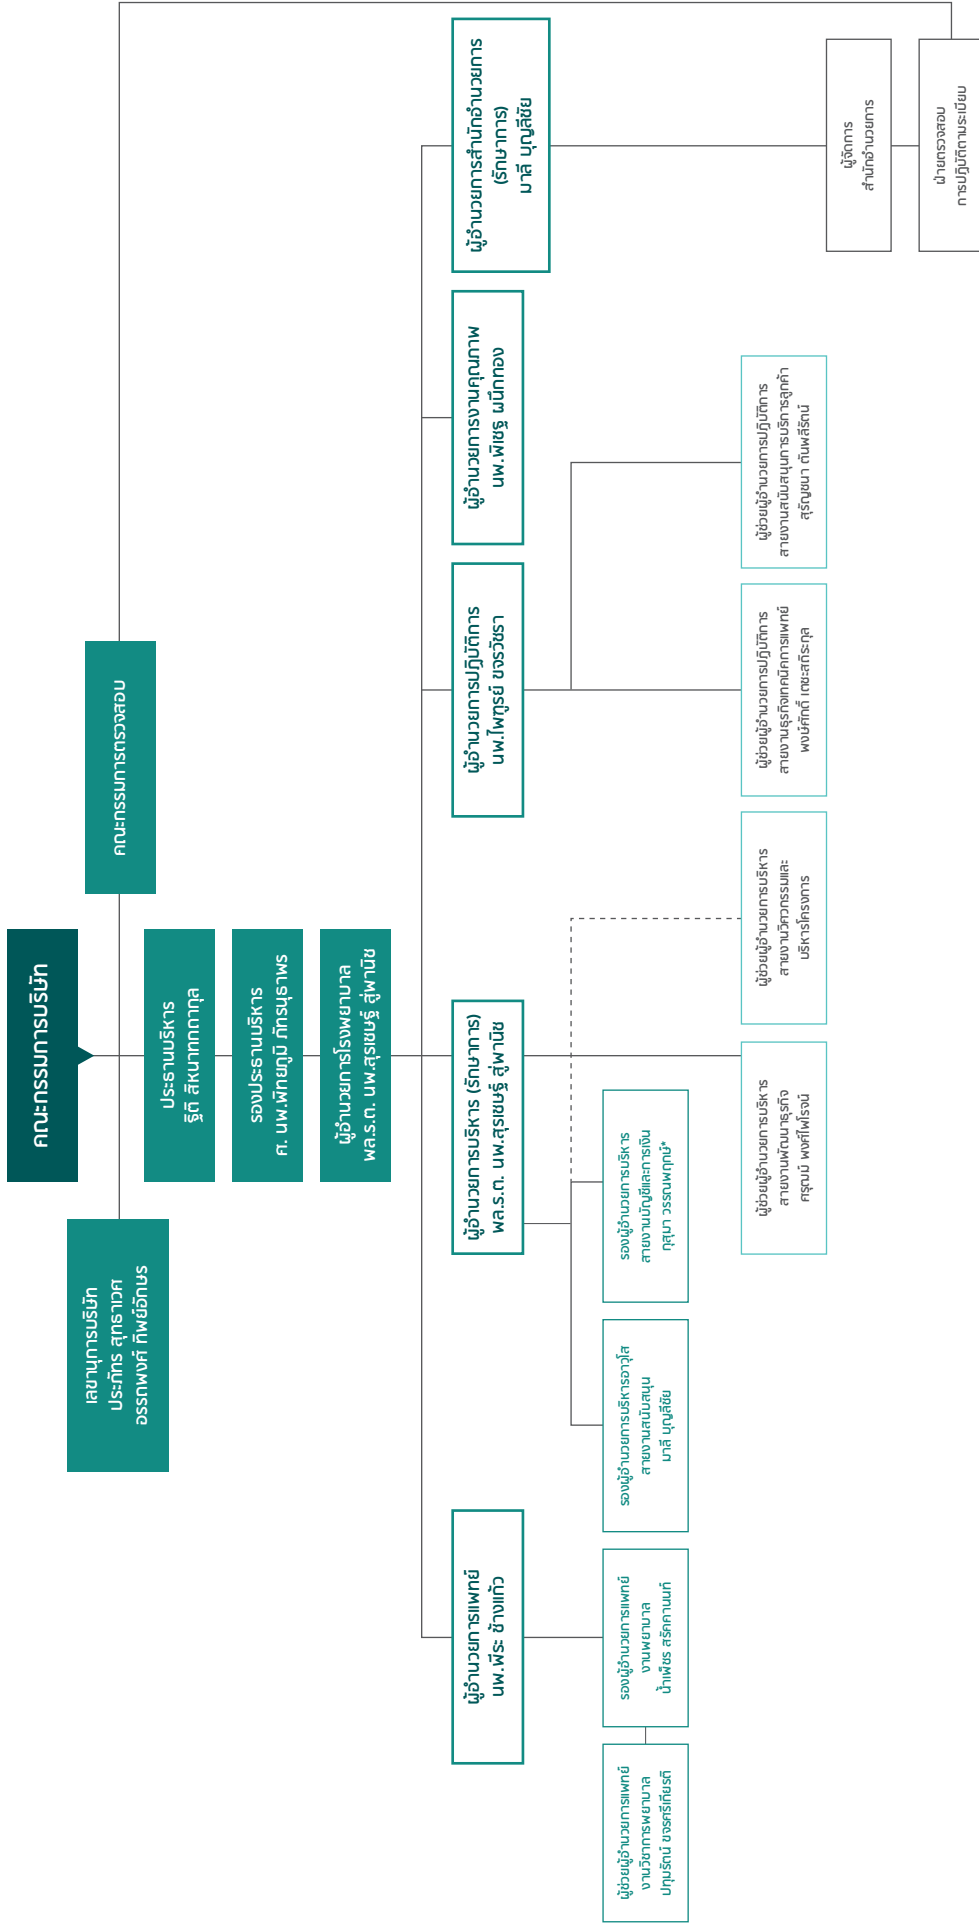 คณะกรรมการบริษัท
เลขานุการบริษัท
ประภัทร สุทธาเวศ
อรรถพงศ์ ทิพย์อักษร
คณะกรรมการตรวจสอบ
ประธานบริหาร
ฐิติ สิหนาทกถากุล
รองประธานบริหาร
ศ. นพ.พิทยภูมิ ภัทรนุธาพร
ผู้อำนวยการโรงพยาบาล
พล.ร.ต. นพ.สุรเชษฐ์ สู่พานิช
ผู้อำนวยการแพทย์
นพ.พีระ ช้างแก้ว
ผู้อำนวยการบริหาร (รักษาการ)
พล.ร.ต. นพ.สุรเชษฐ์ สู่พานิช
ผู้อำนวยการปฏิบัติการ
นพ.ไพฑูรย์ ขจรวัชรา
ผู้อำนวยการงานคุณภาพ
นพ.พิเชฐ ผนึกทอง
ผู้อำนวยการสำนักอำนวยการ
(รักษาการ)
มาลี บุญลีชัย
ผู้ช่วยผู้อำนวยการแพทย์
งานวิชาการพยาบาล
ปทุมรัตน์ ขจรศรีเกียรติ
รองผู้อำนวยการแพทย์
งานพยาบาล
น้ำเพ็ชร สริคานนท์
รองผู้อำนวยการบริหารอาวุโส
สายงานสนับสนุน
มาลี บุญลีชัย
รองผู้อำนวยการบริหาร
สายงานบัญชีและการเงิน
กุสุมา วรรณพฤกษ์*
ผู้ช่วยผู้อำนวยการบริหาร
สายงานพัฒนาธุรกิจ
ศรุฒม์ พงศ์ไพโรจน์
ผู้ช่วยผู้อำนวยการบริหาร
สายงานวิศวกรรมและ
บริหารโครงการ
ผู้ช่วยผู้อำนวยการปฏิบัติการ
สายงานธุรกิจเทคนิคการแพทย์
พงษ์ศักดิ์ เตชะสถิระกุล
ผู้ช่วยผู้อำนวยการปฏิบัติการ
สายงานสนับสนุนการบริการลูกค้า
สุรัญชนา ตันพลีรัตน์
ผู้จัดการ
สำนักอำนวยการ
ฝ่ายตรวจสอบ
การปฏิบัติตามระเบียบ